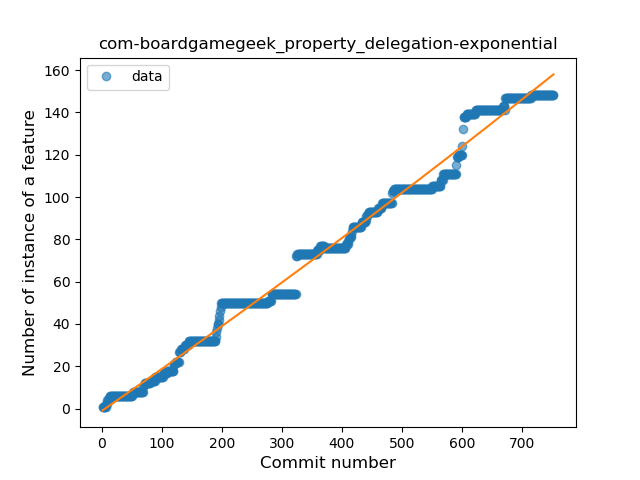 com-boardgamegeek_property_delegation-exponential
data
Number of instance of a feature
160
140
120
100
80
60
40
20
0
0 100 200 300 400 500 600 700
Commit number